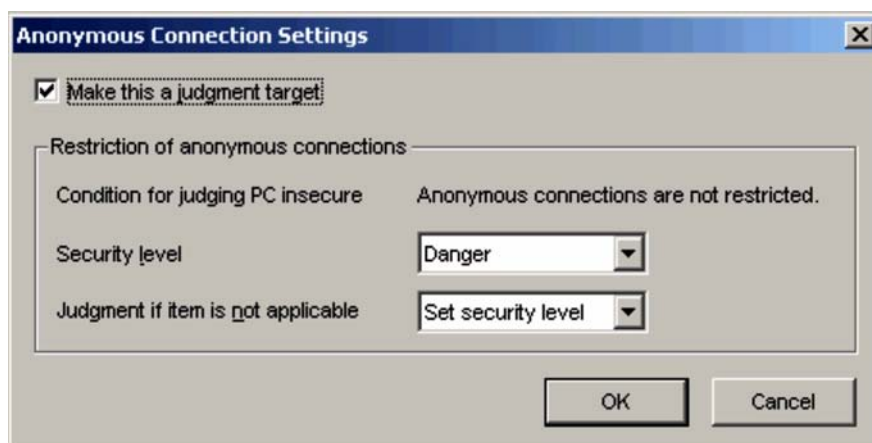 Anonymous Connection Settings
Make this a judgment target
Restriction of anonymous connections
Condition for judging PC insecure Anonymous connections are not restricted.
Security level Danger
Judgment if item is not applicable Set security level
OK Cancel